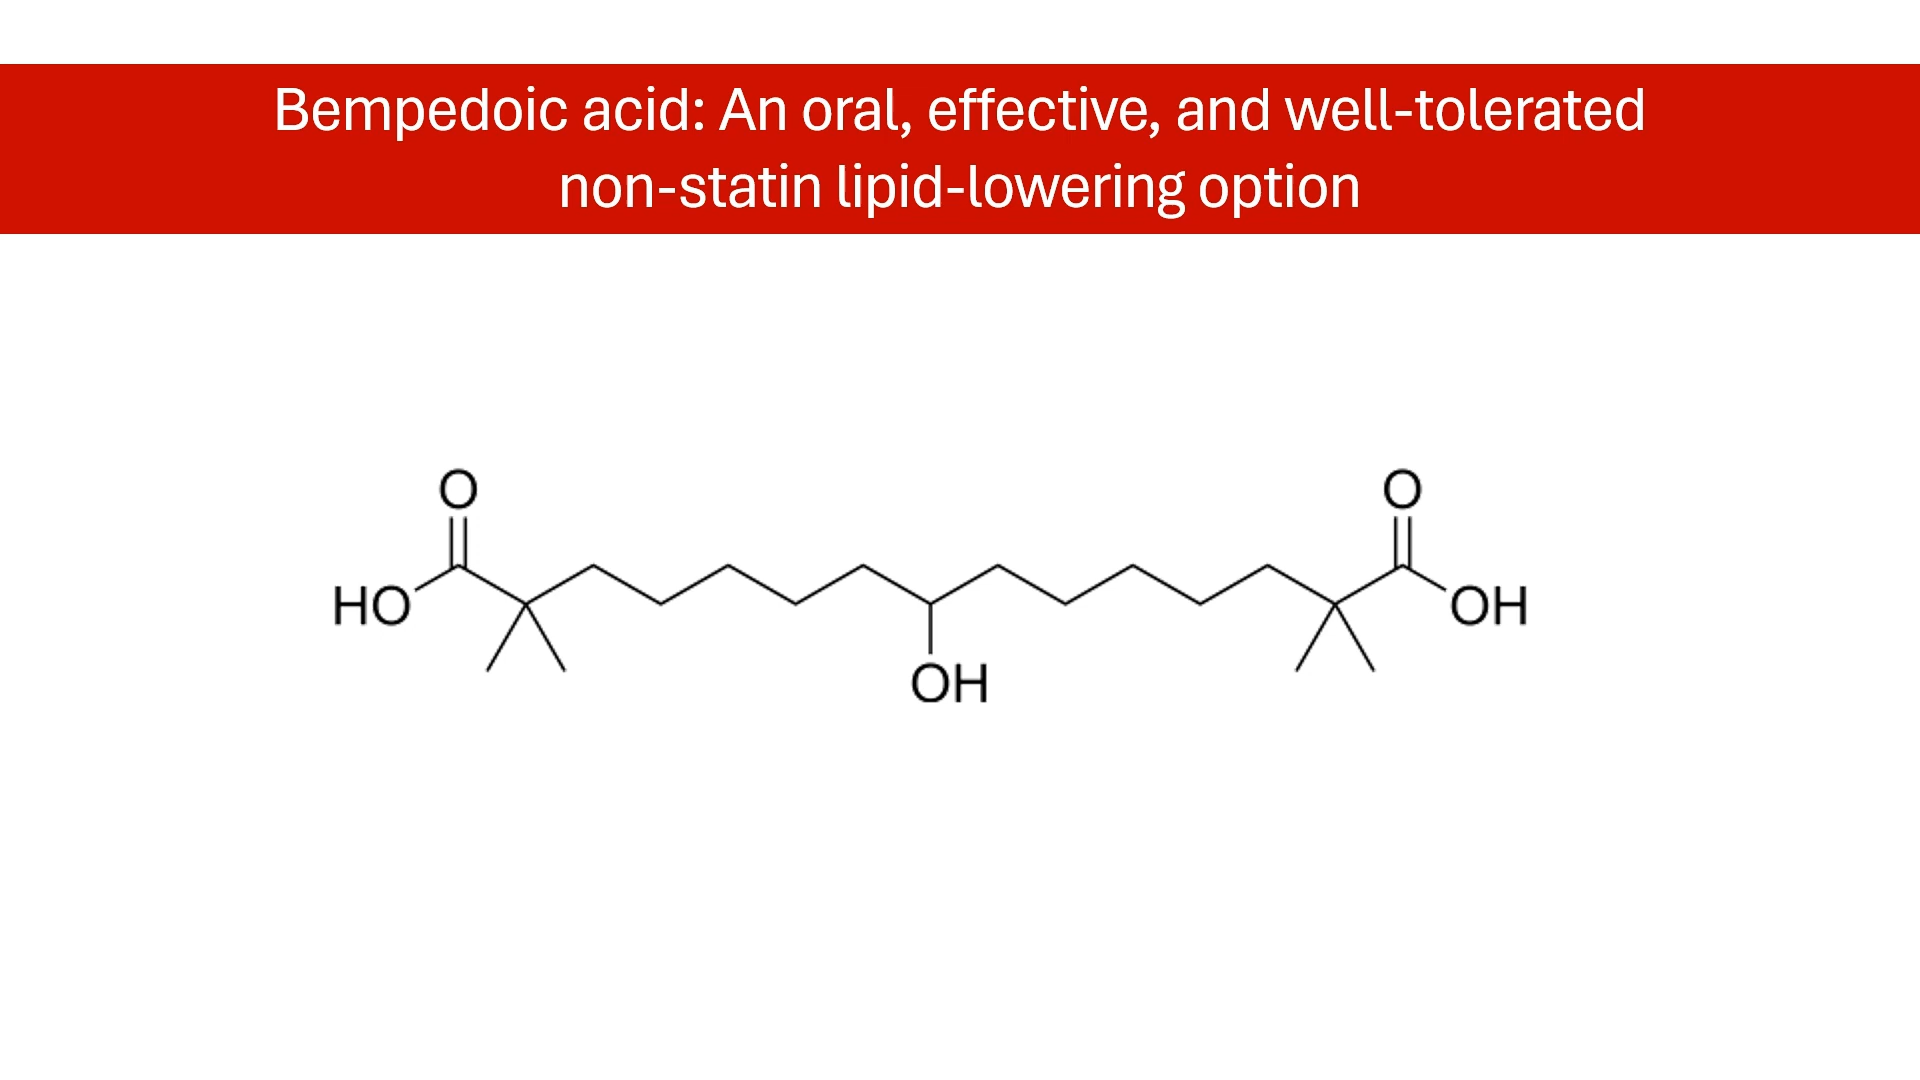 Bempedoic acid: An oral, effective, and well-tolerated
non-statin lipid-lowering option
O
O
HO
OH
OH